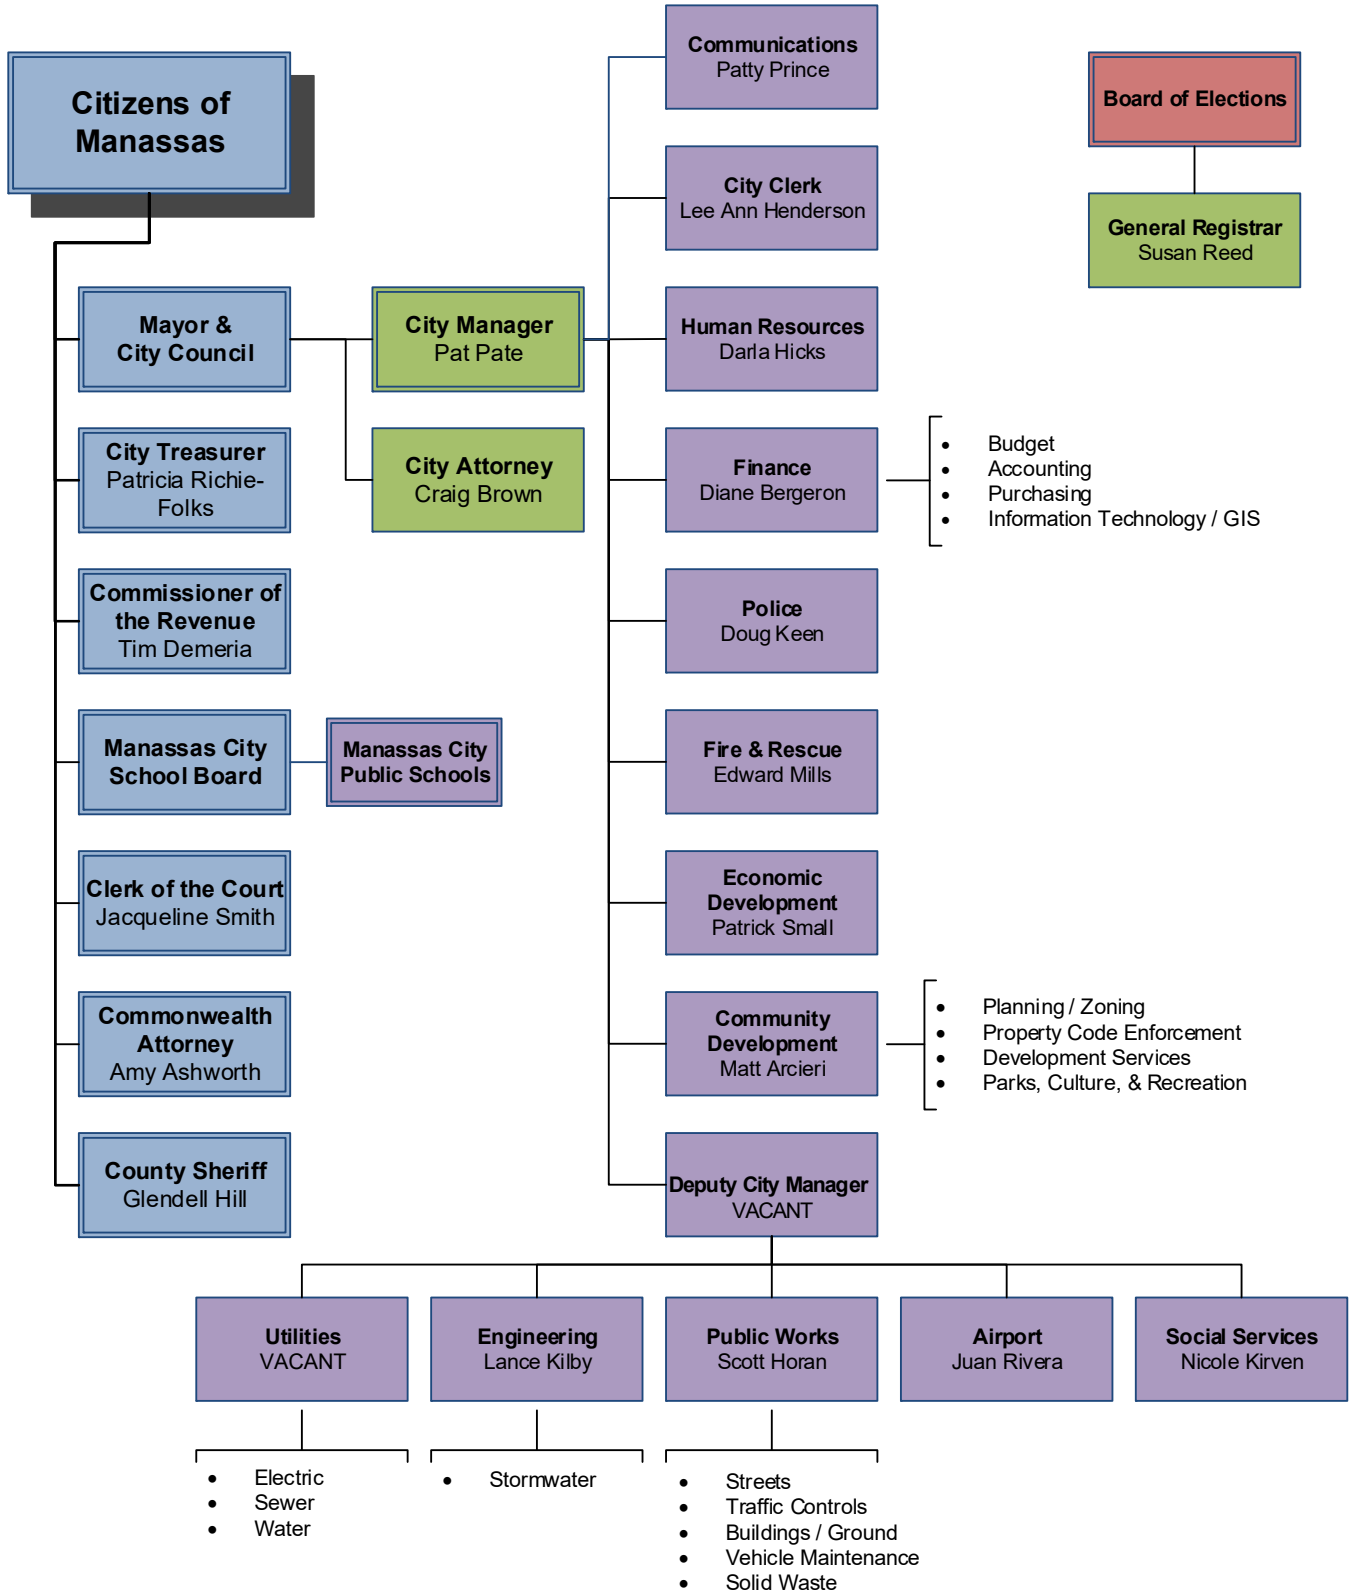 Citizens of
Manassas
Mayor &
City Council
City Treasurer
Patricia Richie-
Folks
Commissioner of
the Revenue
Tim Demeria
Manassas City
School Board
Manassas City
Public Schools
Clerk of the Court
Jacqueline Smith
Commonwealth
Attorney
Amy Ashworth
County Sheriff
Glendell Hill
City Manager
Pat Pate
City Attorney
Craig Brown
Communications
Patty Prince
City Clerk
Lee Ann Henderson
Human Resources
Darla Hicks
Finance
Diane Bergeron
• Budget
• Accounting
• Purchasing
• Information Technology / GIS
Police
Doug Keen
Fire & Rescue
Edward Mills
Economic
Development
Patrick Small
Community
Development
Matt Arcieri
• Planning / Zoning
• Property Code Enforcement
• Development Services
• Parks, Culture, & Recreation
Deputy City Manager
VACANT
Utilities
VACANT
• Electric
• Sewer
• Water
Engineering
Lance Kilby
• Stormwater
Public Works
Scott Horan
• Streets
• Traffic Controls
• Buildings / Ground
• Vehicle Maintenance
• Solid Waste
Airport
Juan Rivera
Social Services
Nicole Kirven
Board of Elections
General Registrar
Susan Reed